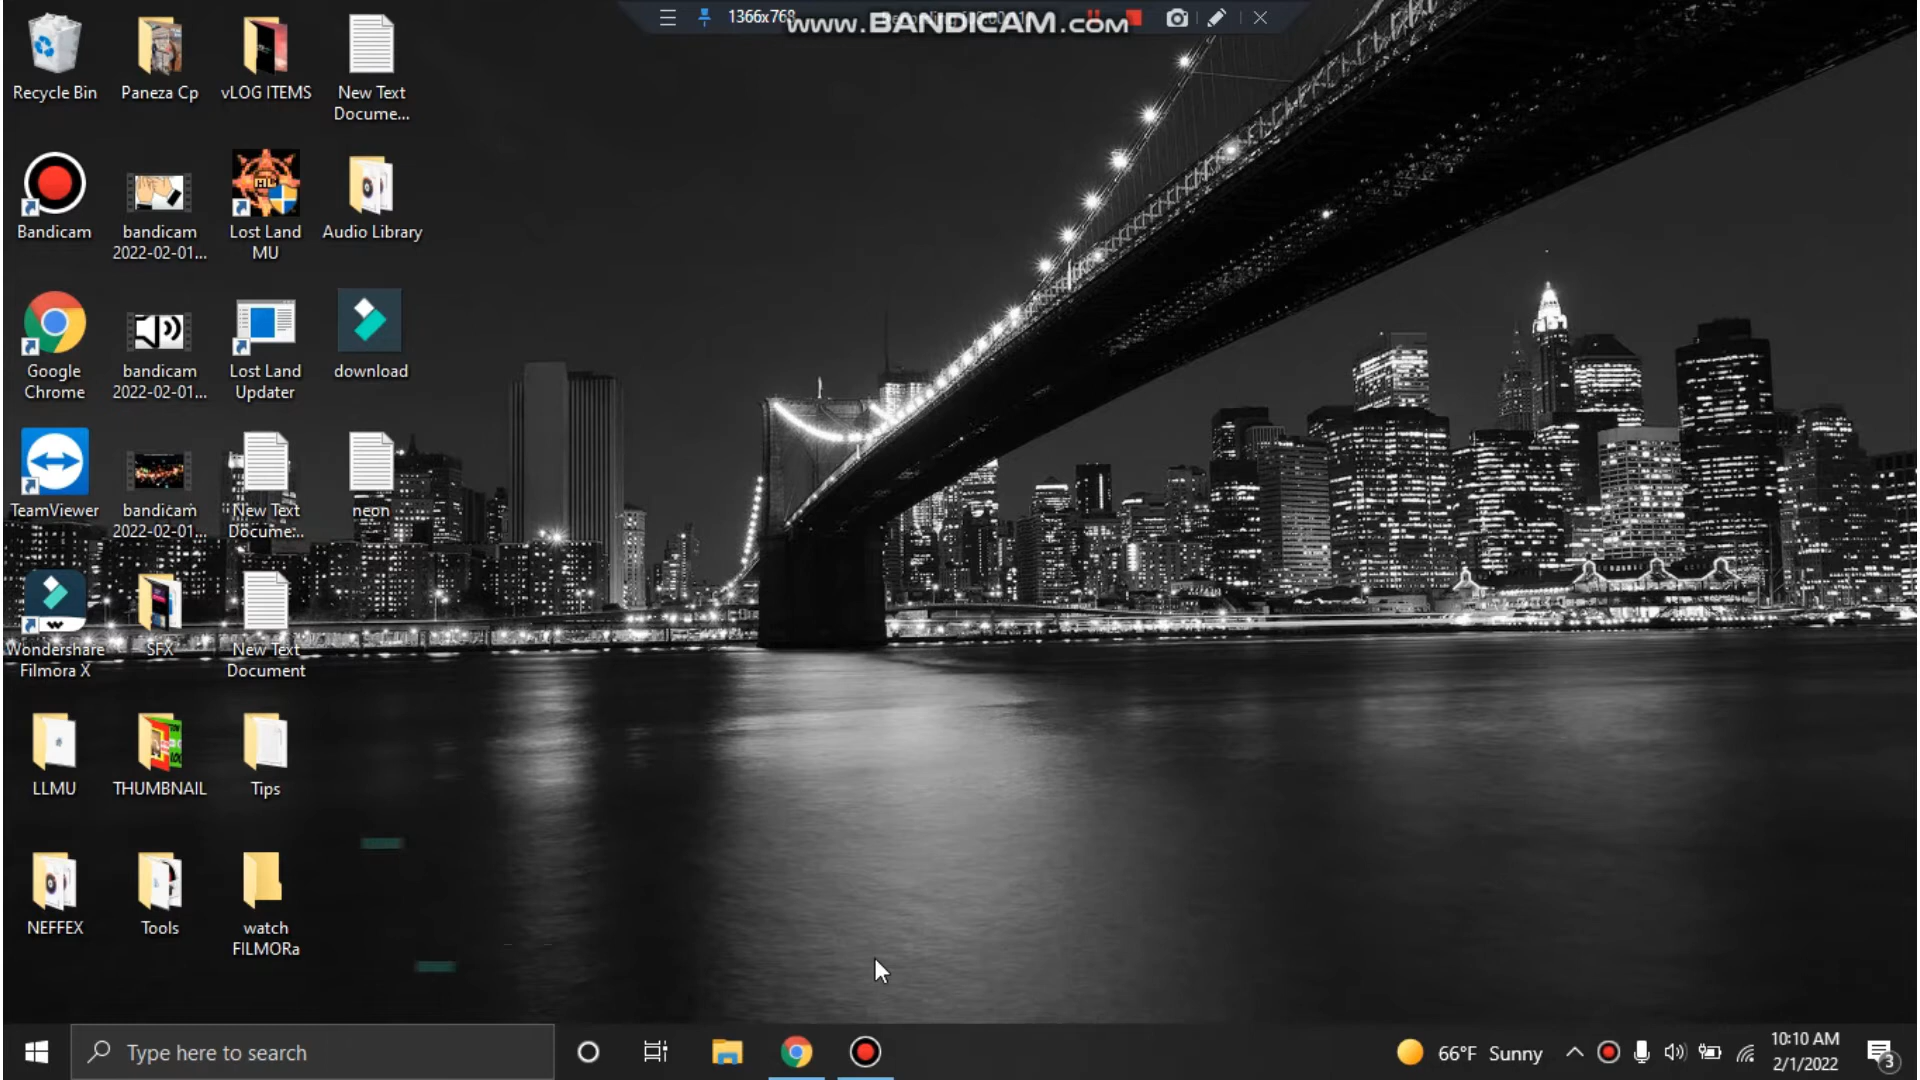 1366x768
www.BANDICAM.com
Recycle Bin
Paneza Cp
vLOG ITEMS
New Text
Docume...
Bandicam
bandicam
2022-02-01...
Lost Land
MU
Audio Library
Google
Chrome
bandicam
2022-02-01...
Lost Land
Updater
download
TeamViewer
bandicam
2022-02-01...
New Text
Docume...
neon
Wondershare
Filmora X
SFX
New Text
Document
LLMU
THUMBNAIL
Tips
NEFFEX
Tools
watch
FILMORa
Type here to search
66°F Sunny
10:10 AM
2/1/2022
3